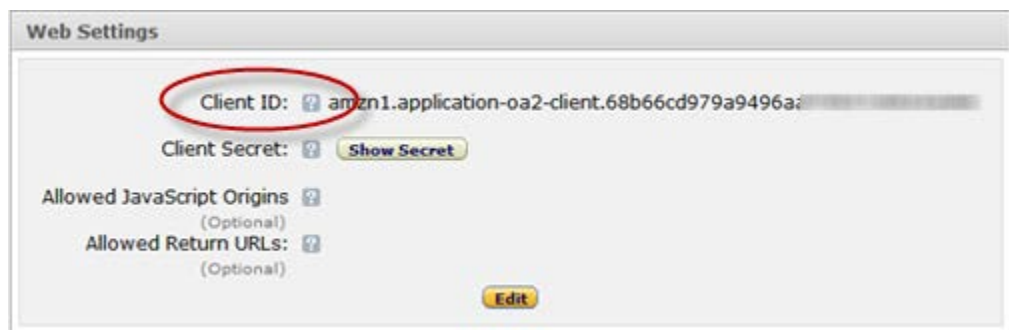 Web Settings
Client ID: amzn1.application-oa2-client.68b66cd979a9496a
Client Secret: Show Secret
Allowed JavaScript Origins
(Optional)
Allowed Return URLs:
(Optional)
Edit